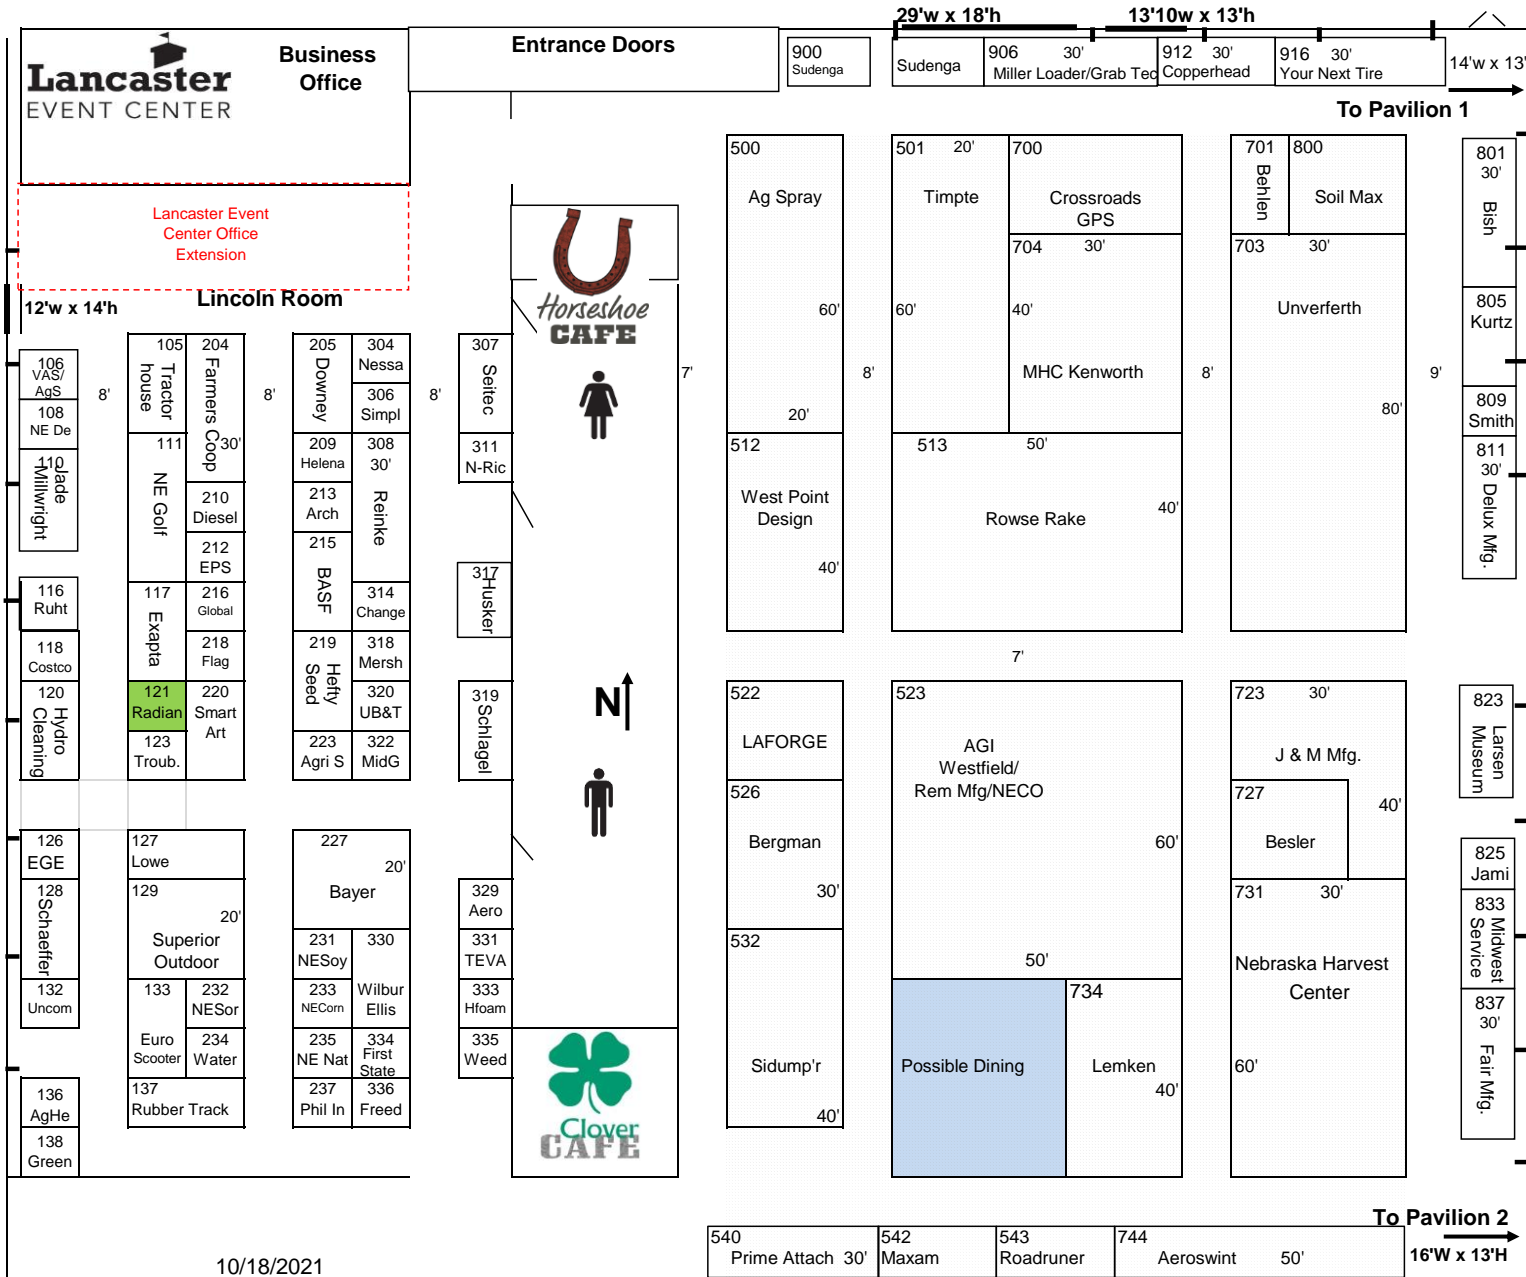 29'w x 18'h
13'10w x 13'h
Lancaster
EVENT CENTER
Business
Office
Entrance Doors
900
Sudenga
Sudenga
906 30'
Miller Loader/Grab Tec
912 30'
Copperhead
916 30'
Your Next Tire
14'w x 13'
To Pavilion 1
Lancaster Event
Center Office
Extension
Lincoln Room
12'w x 14'h
Horseshoe
CAFE
500
Ag Spray
60'
20'
501 20'
Timpte
60'
700
Crossroads
GPS
704 30'
40'
MHC Kenworth
701
Behlen
800
Soil Max
703 30'
Unverferth
80'
801
30'
Bish
805
Kurtz
809
Smith
811
30'
Delux Mfg.
8'
8'
8'
7'
8'
8'
9'
106
VAS/
AgS
108
NE De
110
Jade
Millwright
116
Ruht
118
Costco
120
Hydro
Cleaning
105
Tractor
house
111
NE Golf
117
Exapta
121
Radian
123
Troub.
204
Farmers Coop
30'
210
Diesel
212
EPS
216
Global
218
Flag
220
Smart
Art
205
Downey
209
Helena
213
Arch
215
BASF
219
Hefty
Seed
223
Agri S
304
Nessa
306
Simpl
308
30'
Reinke
314
Change
318
Mersh
320
UB&T
322
MidG
307
Seitec
311
N-Ric
317
Husker
319
Schlagel
N
512
West Point
Design
40'
513 50'
Rowse Rake
40'
7'
522
LAFORGE
526
Bergman
30'
532
Sidump'r
40'
523
AGI
Westfield/
Rem Mfg/NECO
60'
50'
Possible Dining
734
Lemken
40'
723 30'
J & M Mfg.
40'
727
Besler
731 30'
Nebraska Harvest
Center
60'
823
Larsen
Museum
825
Jami
833
Midwest
Service
837
30'
Fair Mfg.
126
EGE
128
Schaeffer
132
Uncom
136
AgHe
138
Green
127
Lowe
129
20'
Superior
Outdoor
133
Euro
Scooter
232
NESor
234
Water
137
Rubber Track
227
20'
Bayer
231
NESoy
233
NECorn
235
NE Nat
237
Phil In
330
Wilbur
Ellis
334
First
State
336
Freed
329
Aero
331
TEVA
333
Hfoam
335
Weed
Clover
CAFE
To Pavilion 2
16'W x 13'H
540
Prime Attach 30'
542
Maxam
543
Roadruner
744
Aeroswint 50'
10/18/2021